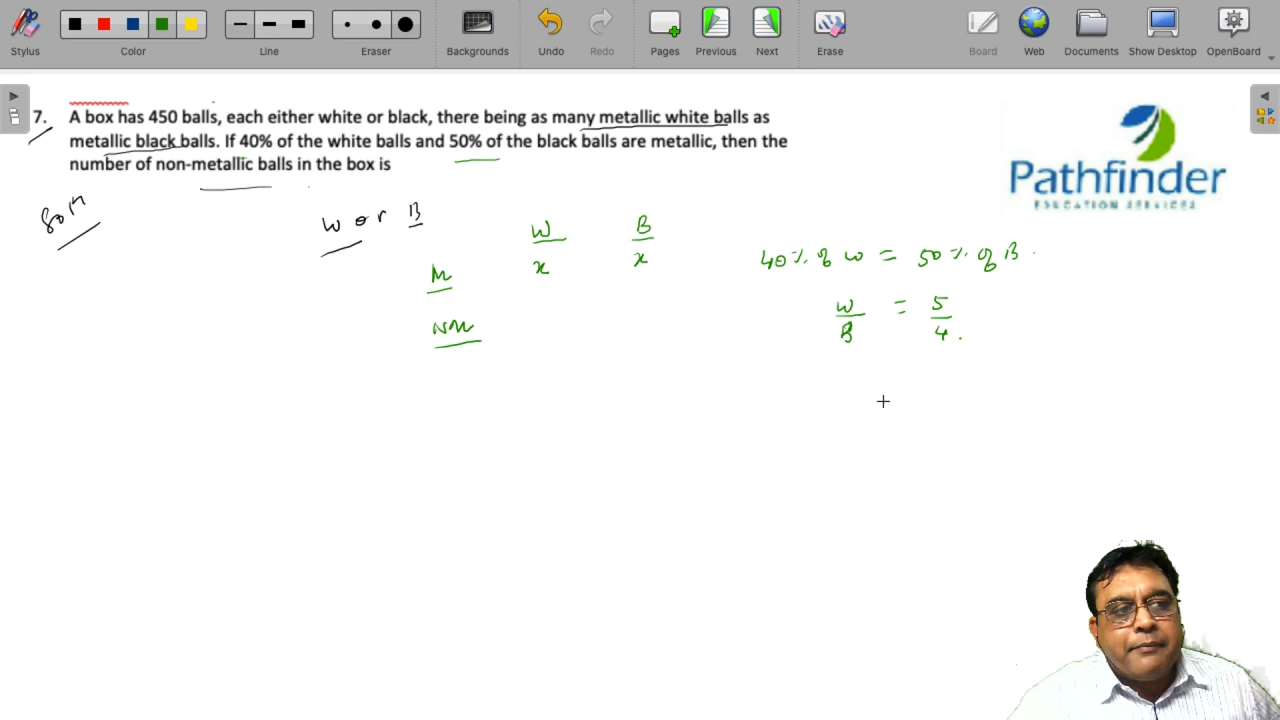 Stylus
Color
Line
Eraser
Backgrounds
Undo
Redo
Pages
Previous
Next
Erase
Board
Web
Documents
Show Desktop
OpenBoard
7. A box has 450 balls, each either white or black, there being as many metallic white balls as
metallic black balls. If 40% of the white balls and 50% of the black balls are metallic, then the
number of non-metallic balls in the box is
Pathfinder
EDUCATION SERVICES
Solⁿ
W or B
W B
M x x
NM
40% of W = 50% of B.
W/B = 5/4.